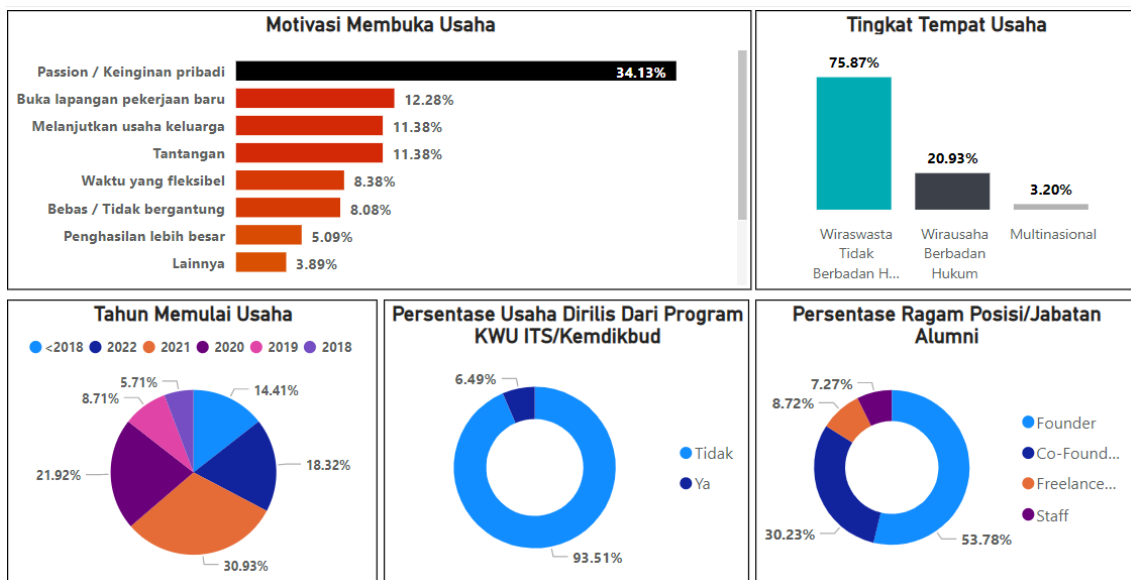 Motivasi Membuka Usaha
Passion / Keinginan pribadi
34.13%
Buka lapangan pekerjaan baru
12.28%
Melanjutkan usaha keluarga
11.38%
Tantangan
11.38%
Waktu yang fleksibel
8.38%
Bebas / Tidak bergantung
8.08%
Penghasilan lebih besar
5.09%
Lainnya
3.89%
Tingkat Tempat Usaha
75.87%
20.93%
3.20%
Wiraswasta
Tidak
Berbadan H...
Wirausaha
Berbadan
Hukum
Multinasional
Tahun Memulai Usaha
<2018 2022 2021 2020 2019 2018
5.71%
14.41%
8.71%
18.32%
21.92%
30.93%
Persentase Usaha Dirilis Dari Program
KWU ITS/Kemdikbud
6.49%
Tidak
Ya
93.51%
Persentase Ragam Posisi/Jabatan
Alumni
7.27%
8.72%
Founder
Co-Found...
Freelance...
Staff
30.23%
53.78%